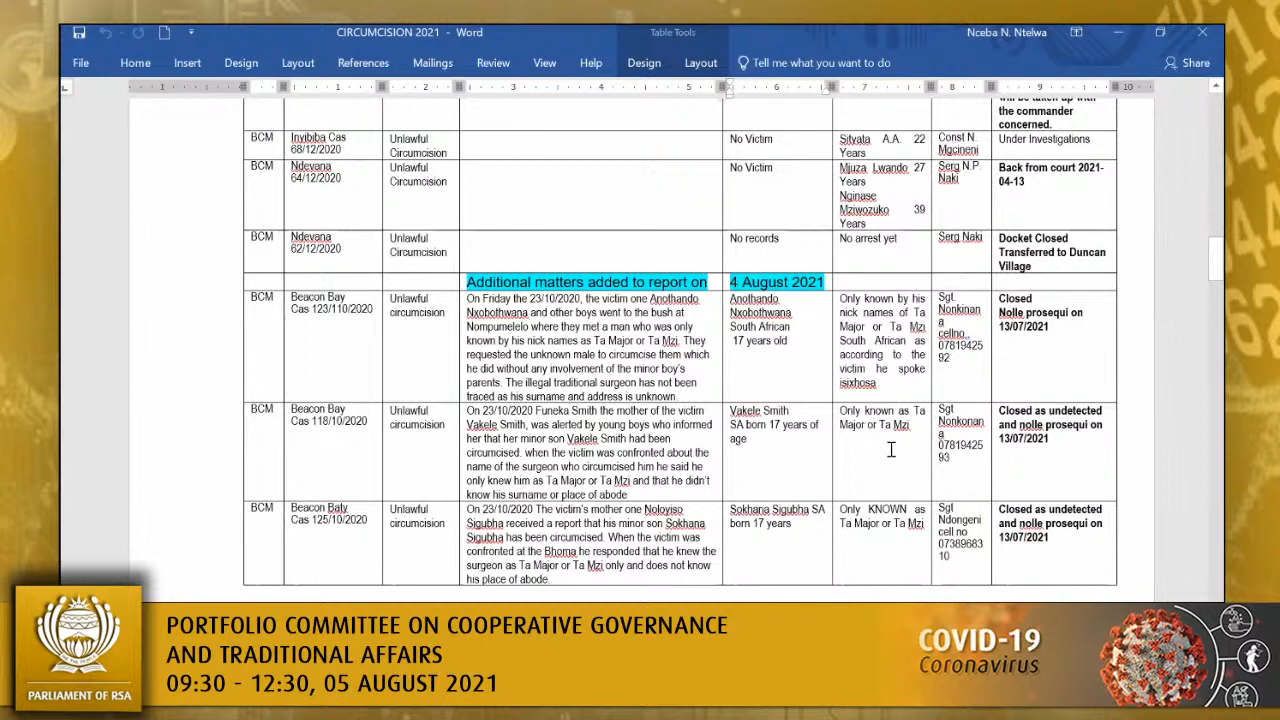 CIRCUMCISION 2021 - Word
Table Tools
Nceba N. Ntelwa
File Home Insert Design Layout References Mailings Review View Help Design Layout Tell me what you want to do Share
1 1 2 3 4 5 6 7 8 9 10
will be taken up with
the commander
concerned.
BCM
Inyibiba Cas
68/12/2020
Unlawful
Circumcision
No Victim
Sityata A.A. 22
Years
Const N.
Mgcineni
Under Investigations
BCM
Ndevana
64/12/2020
Unlawful
Circumcision
No Victim
Mjuza Lwando 27
Years
Nginase
Mziwozuko 39
Years
Serg N.P.
Naki
Back from court 2021-
04-13
BCM
Ndevana
62/12/2020
Unlawful
Circumcision
No records
No arrest yet
Serg Naki
Docket Closed
Transferred to Duncan
Village
Additional matters added to report on 4 August 2021
BCM
Beacon Bay
Cas 123/110/2020
Unlawful
circumcision
On Friday the 23/10/2020, the victim one Anothando
Nxobothwana and other boys went to the bush at
Nompumelelo where they met a man who was only
known by his nick names as Ta Major or Ta Mzi. They
requested the unknown male to circumcise them which
he did without any involvement of the minor boy's
parents. The illegal traditional surgeon has not been
traced as his surname and address is unknown.
Anothando
Nxobothwana
South African
17 years old
Only known by his
nick names of Ta
Major or Ta Mzi
South African as
according to the
victim he spoke
isixhosa
Sgt.
Nonkinan
a
cellno.
07819425
92
Closed
Nolle prosequi on
13/07/2021
BCM
Beacon Bay
Cas 118/10/2020
Unlawful
circumcision
On 23/10/2020 Funeka Smith the mother of the victim
Vakele Smith, was alerted by young boys who informed
her that her minor son Vakele Smith had been
circumcised. when the victim was confronted about the
name of the surgeon who circumcised him he said he
only knew him as Ta Major or Ta Mzi and that he didn't
know his surname or place of abode
Vakele Smith
SA born 17 years of
age
Only known as Ta
Major or Ta Mzi
Sgt
Nonkonan
a
07819425
93
Closed as undetected
and nolle prosequi on
13/07/2021
BCM
Beacon Baty
Cas 125/10/2020
Unlawful
circumcision
On 23/10/2020 The victim's mother one Noloyiso
Sigubha received a report that his minor son Sokhana
Sigubha has been circumcised. When the victim was
confronted at the Bhoma he responded that he knew the
surgeon as Ta Major or Ta Mzi only and does not know
his place of abode.
Sokhana Sigubha SA
born 17 years
Only KNOWN as
Ta Major or Ta Mzi
Sgt
Ndongeni
cell no
07389683
10
Closed as undetected
and nolle prosequi on
13/07/2021
PARLIAMENT OF RSA
PORTFOLIO COMMITTEE ON COOPERATIVE GOVERNANCE
AND TRADITIONAL AFFAIRS
09:30 - 12:30, 05 AUGUST 2021
COVID-19
Coronavirus